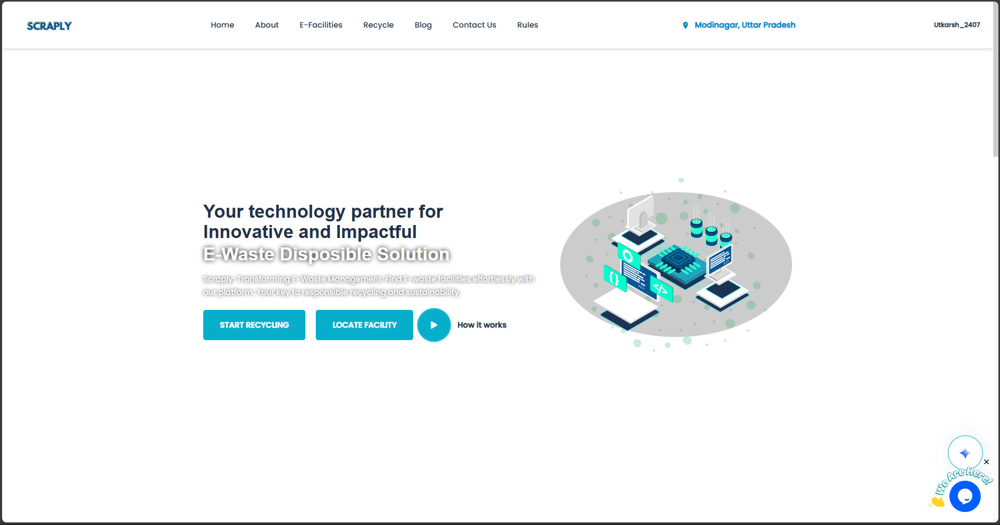 SCRAPLY
Home About E-Facilities Recycle Blog Contact Us Rules
Modinagar, Uttar Pradesh
Utkarsh_2407
Your technology partner for
Innovative and Impactful
E-Waste Disposible Solution
Scraply: Transforming E-Waste Management. Find E-waste facilities effortlessly with
our platform. Your key to responsible recycling and sustainability.
START RECYCLING
LOCATE FACILITY
How it works
{}
</>
We Are Here!